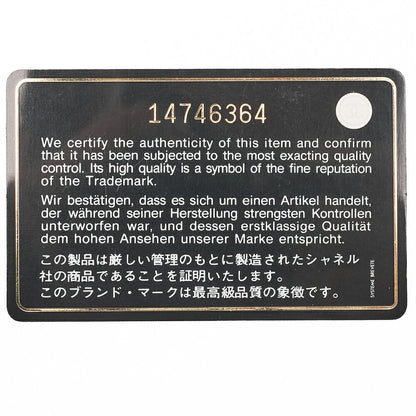 14746364
We certify the authenticity of this item and confirm
that it has been subjected to the most exacting quality
control. Its high quality is a symbol of the fine reputation
of the Trademark.
Wir bestätigen, dass es sich um einen Artikel handelt,
der während seiner Herstellung strengsten Kontrollen
unterworfen war, und dessen erstklassige Qualität
dem hohen Ansehen unserer Marke entspricht.
この製品は厳しい管理のもとに製造されたシャネル
社の商品であることを証明いたします。
このブランド・マークは最高級品質の象徴です。
SYSTEME BREVETE